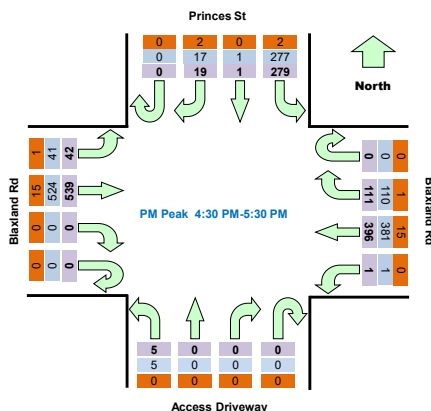 Princes St
0 2 0 2
0 17 1 277
0 19 1 279
North
1 41 42
15 524 539
0 0 0
0 0 0
Blaxland Rd
PM Peak 4:30 PM-5:30 PM
0 0 0
111 110 1
396 381 15
1 1 0
Blaxland Rd
5 0 0 0
5 0 0 0
0 0 0 0
Access Driveway